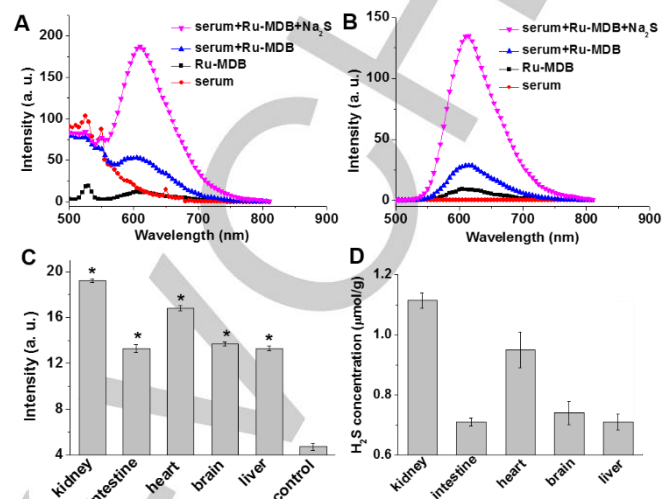 A
serum+Ru-MDB+Na2S
serum+Ru-MDB
Ru-MDB
serum
200
150
100
50
0
Intensity (a. u.)
500 600 700 800 900
Wavelength (nm)
B
serum+Ru-MDB+Na2S
serum+Ru-MDB
Ru-MDB
serum
150
100
50
0
Intensity (a. u.)
500 600 700 800 900
Wavelength (nm)
C
20
16
12
8
4
Intensity (a. u.)
* * * * *
kidney
intestine
heart
brain
liver
control
D
1.2
1.0
0.8
0.6
H2S concentration (μmol/g)
kidney
intestine
heart
brain
liver